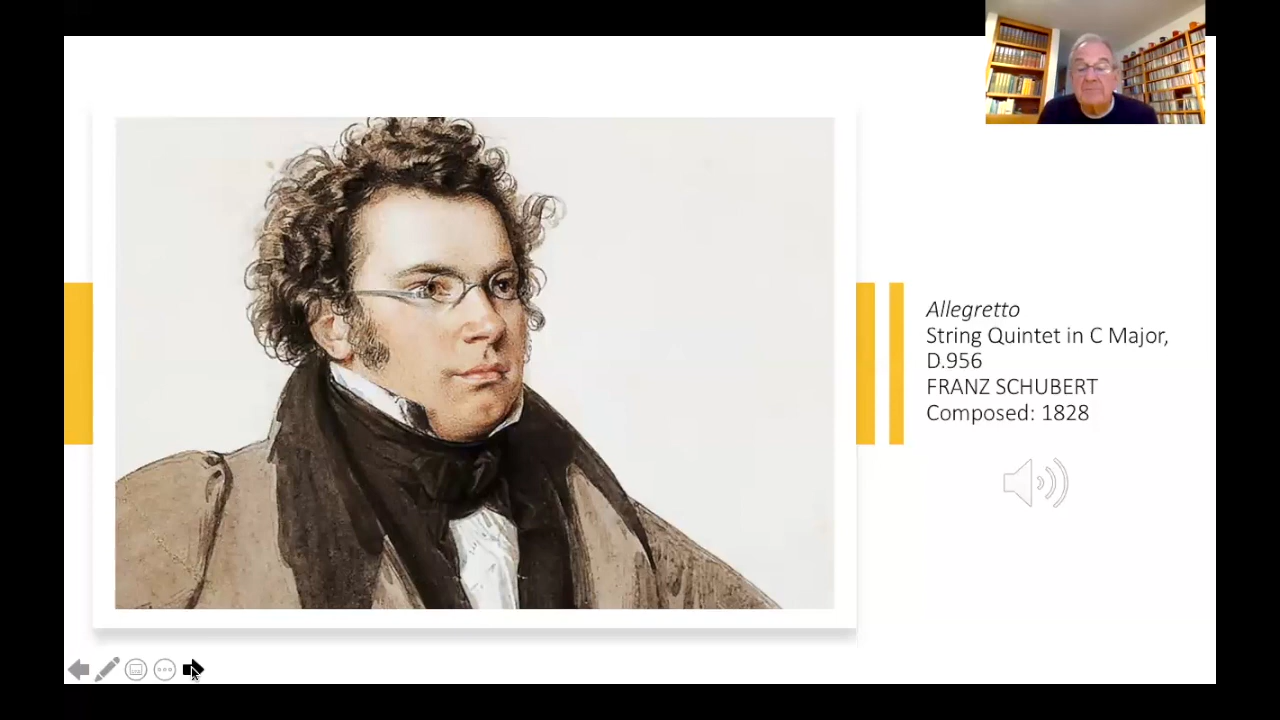 Allegretto
String Quintet in C Major,
D.956
FRANZ SCHUBERT
Composed: 1828